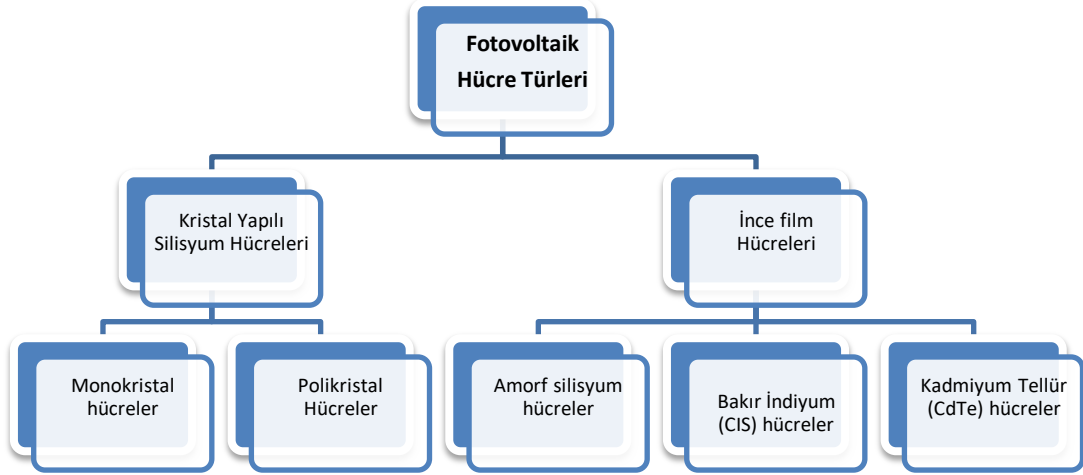 Fotovoltaik
Hücre Türleri
Kristal Yapılı
Silisyum Hücreleri
İnce film
Hücreleri
Monokristal
hücreler
Polikristal
Hücreler
Amorf silisyum
hücreler
Bakır İndiyum
(CIS) hücreler
Kadmiyum Tellür
(CdTe) hücreler